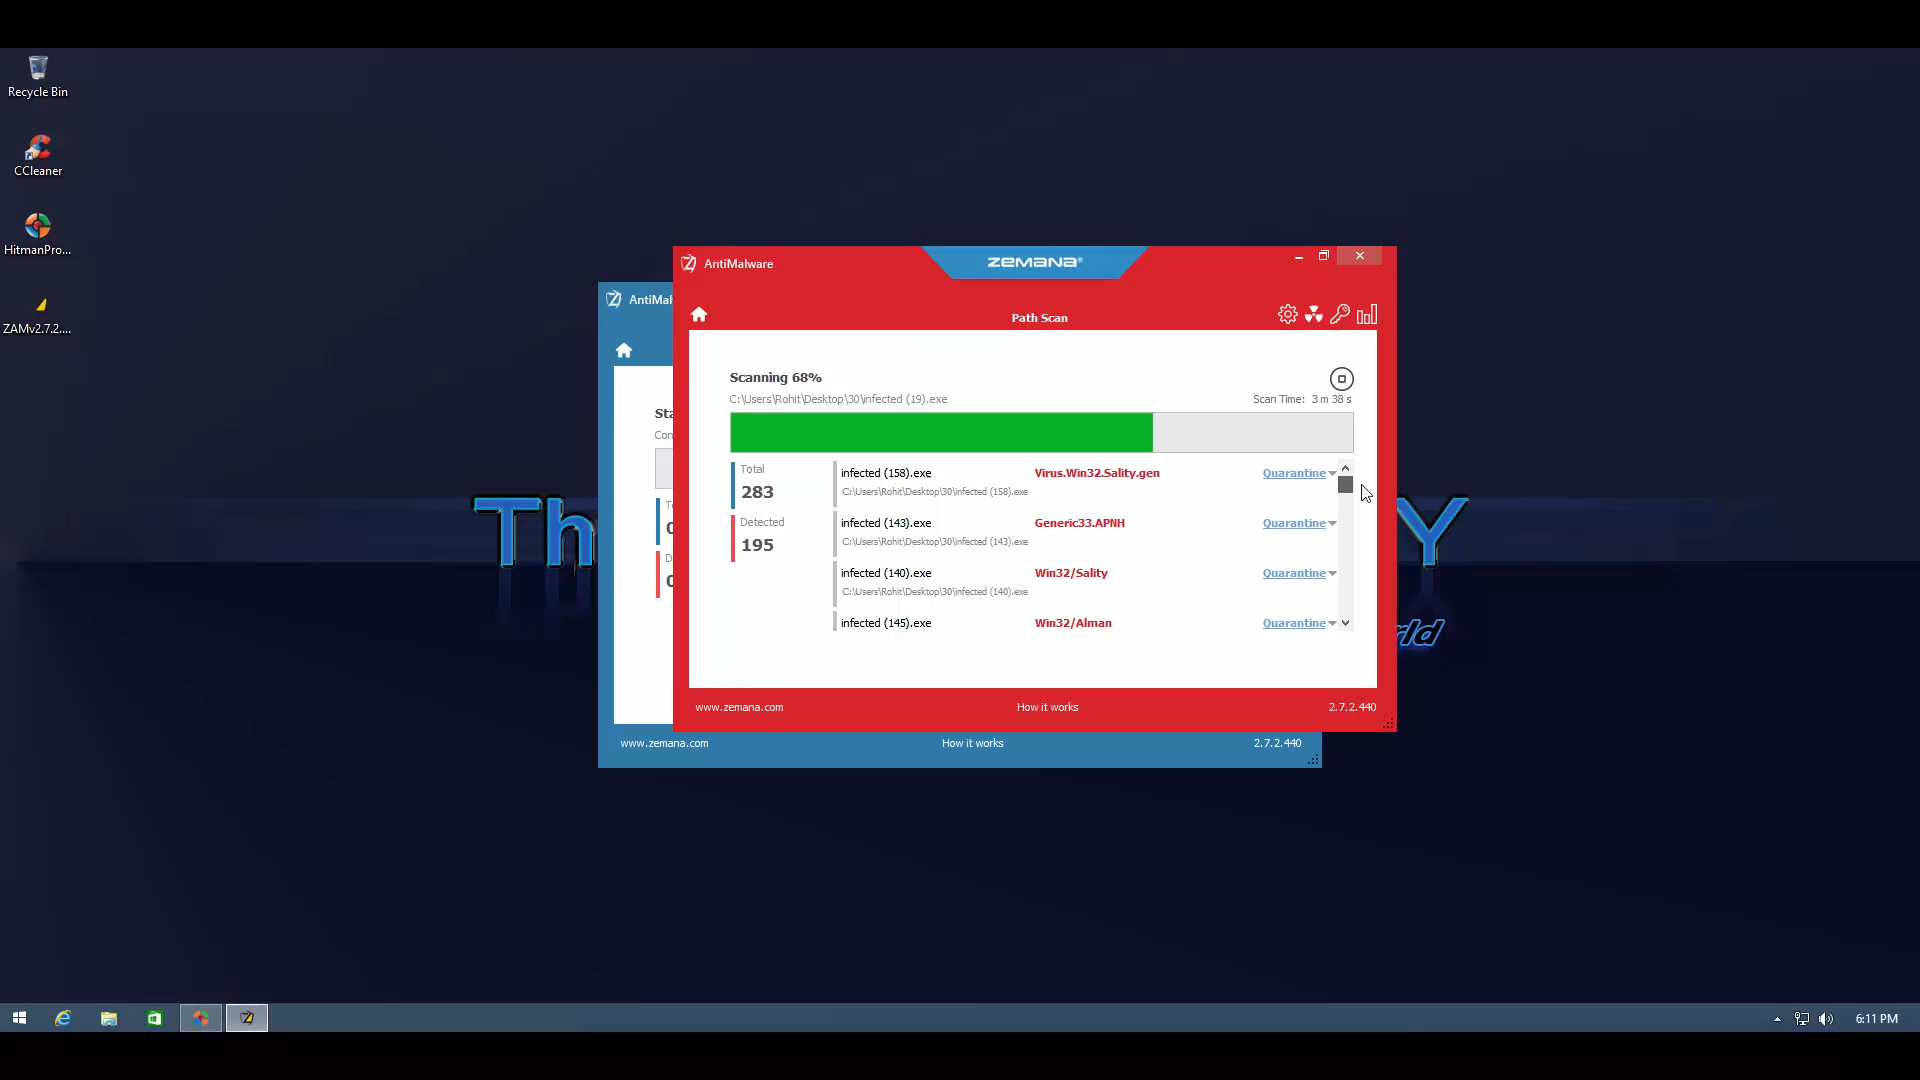 Recycle Bin
CCleaner
HitmanPro...
ZAMv2.7.2....
AntiMalware
ZEMANA
Path Scan
Scanning 68%
C:\Users\Rohit\Desktop\30\infected (19).exe
Scan Time: 3 m 38 s
Total
283
Detected
195
infected (158).exe
Virus.Win32.Sality.gen
Quarantine
C:\Users\Rohit\Desktop\30\infected (158).exe
infected (143).exe
Generic33.APNH
Quarantine
C:\Users\Rohit\Desktop\30\infected (143).exe
infected (140).exe
Win32/Sality
Quarantine
C:\Users\Rohit\Desktop\30\infected (140).exe
infected (145).exe
Win32/Alman
Quarantine
www.zemana.com
How it works
2.7.2.440
www.zemana.com
How it works
2.7.2.440
6:11 PM